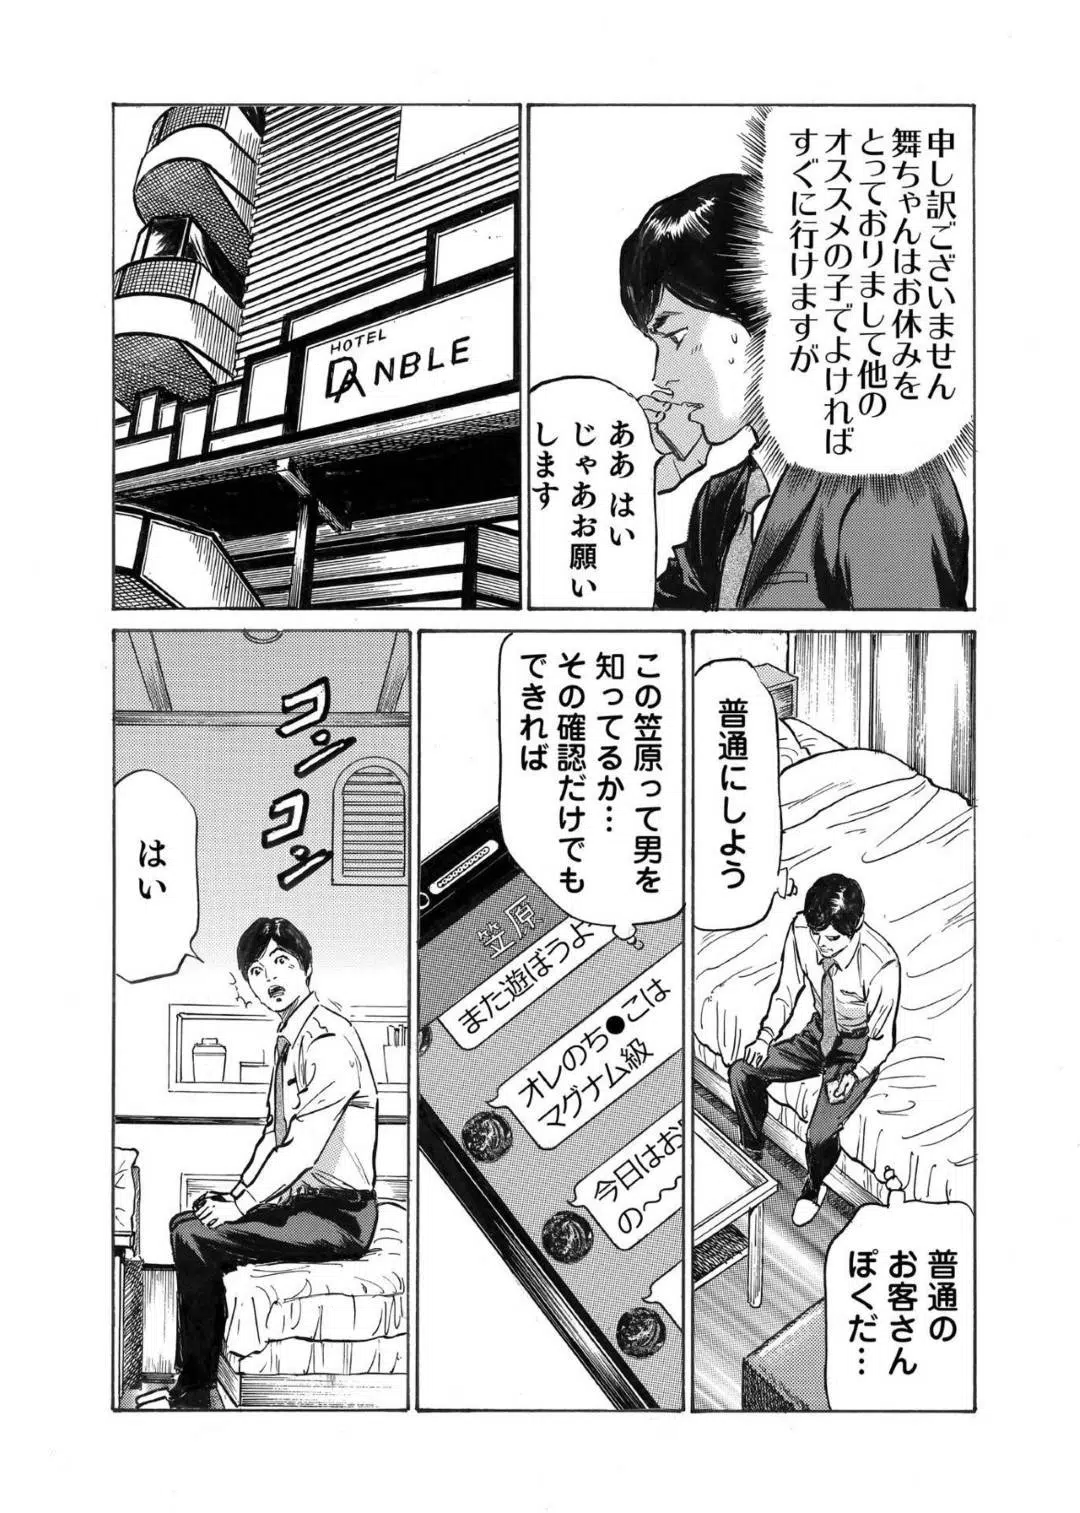 申し訳ございません
舞ちゃんはお休みを
とっておりまして他の
オススメの子でよければ
すぐに行けますが
ああ はい
じゃあお願い
します
HOTEL
DANBLE
普通にしよう
普通の
お客さん
ぽくだ…
この笠原って男を
知ってるか…
その確認だけでも
できれば
笠原
また遊ぼうよ
オレのち●こは
マグナム級
今日はお
の〜〜
コンコン
はい